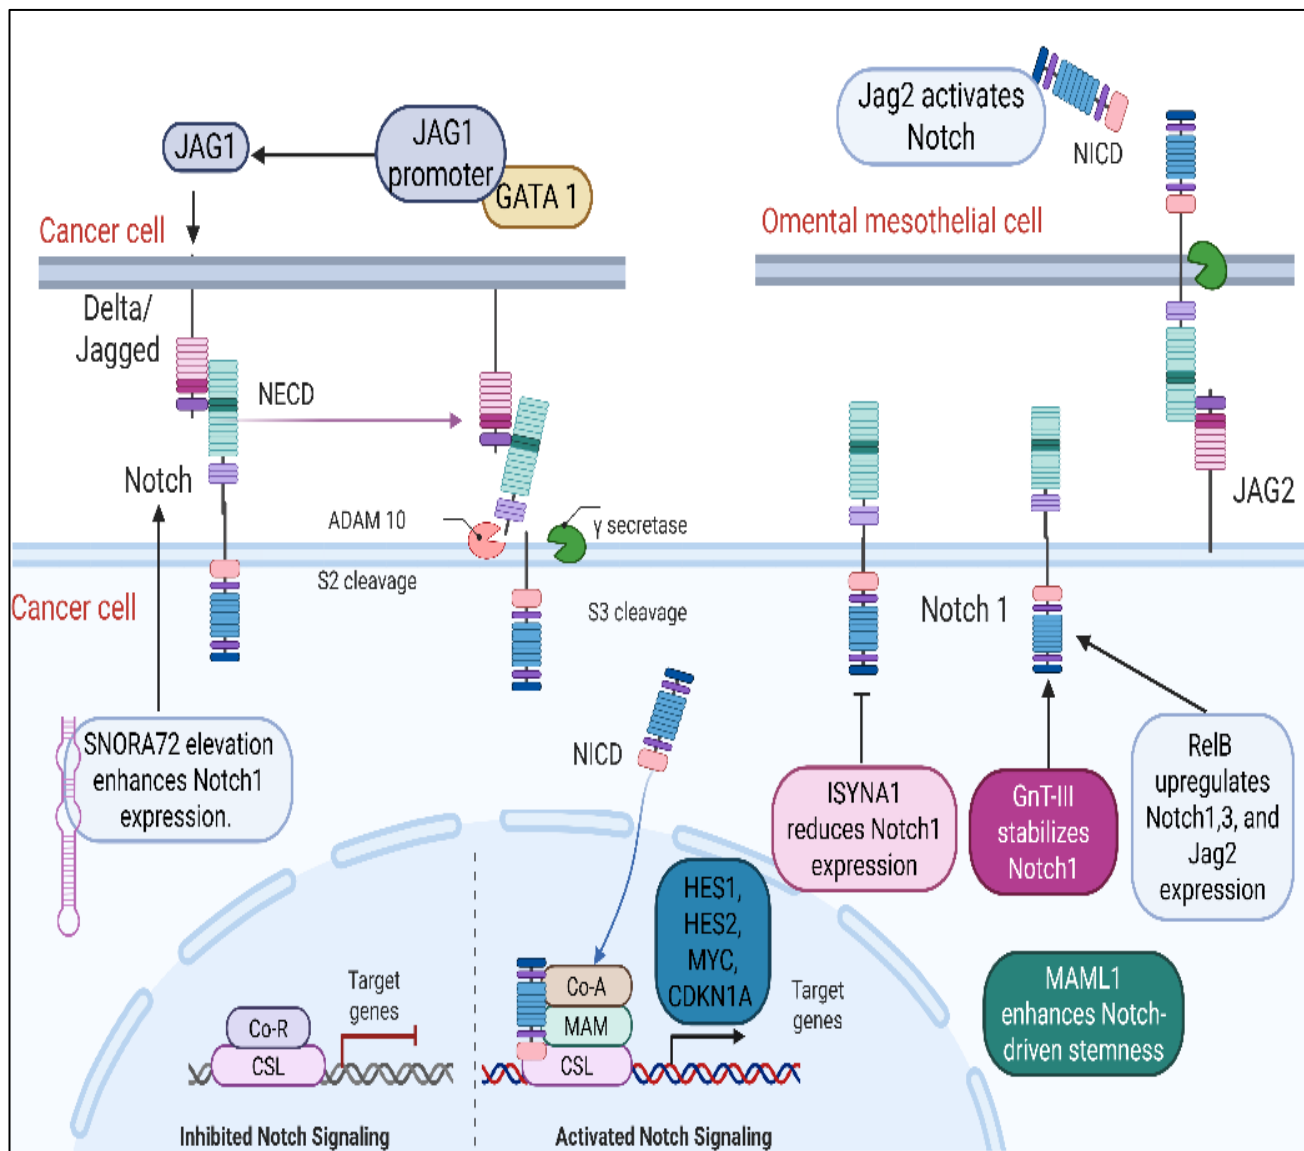 JAG1
JAG1
promoter
GATA 1
Cancer cell
Delta/
Jagged
NECD
Notch
ADAM 10
γ secretase
S2 cleavage
S3 cleavage
Cancer cell
SNORA72 elevation
enhances Notch1
expression.
NICD
Jag2 activates
Notch
NICD
Omental mesothelial cell
JAG2
Notch 1
ISYNA1
reduces Notch1
expression
GnT-III
stabilizes
Notch1
RelB
upregulates
Notch1,3, and
Jag2
expression
HES1,
HES2,
MYC,
CDKN1A
MAML1
enhances Notch-
driven stemness
Target
genes
Co-R
CSL
Co-A
MAM
CSL
Target
genes
Inhibited Notch Signaling
Activated Notch Signaling